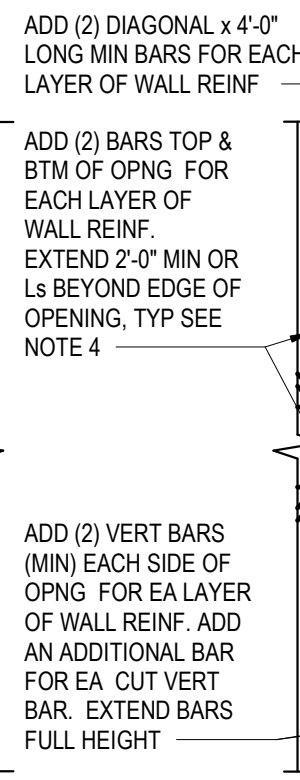 ADD (2) DIAGONAL x 4'-0"
LONG MIN BARS FOR EACH
LAYER OF WALL REINF
ADD (2) BARS TOP &
BTM OF OPNG FOR
EACH LAYER OF
WALL REINF.
EXTEND 2'-0" MIN OR
Ls BEYOND EDGE OF
OPENING, TYP SEE
NOTE 4
ADD (2) VERT BARS
(MIN) EACH SIDE OF
OPNG FOR EA LAYER
OF WALL REINF. ADD
AN ADDITIONAL BAR
FOR EA CUT VERT
BAR. EXTEND BARS
FULL HEIGHT